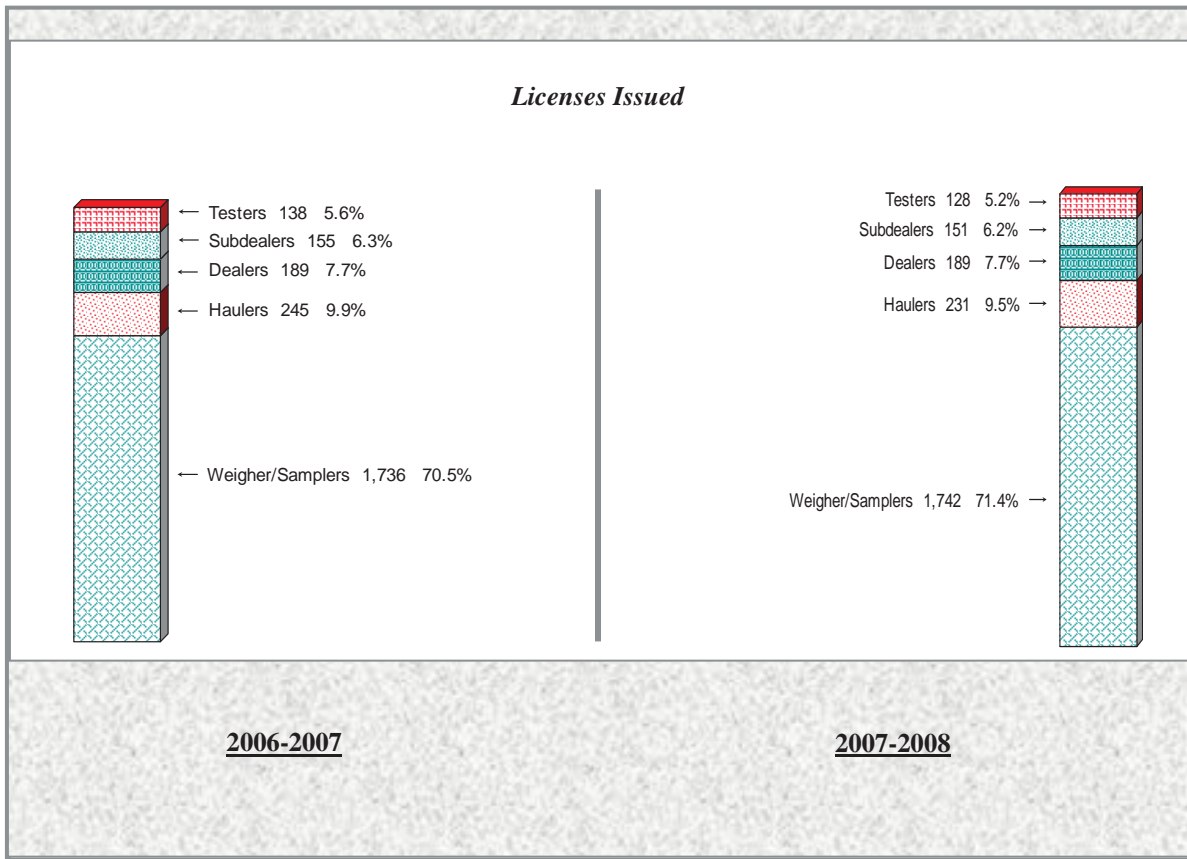 Licenses Issued
Testers 138 5.6%
Subdealers 155 6.3%
Dealers 189 7.7%
Haulers 245 9.9%
Weigher/Samplers 1,736 70.5%
Testers 128 5.2%
Subdealers 151 6.2%
Dealers 189 7.7%
Haulers 231 9.5%
Weigher/Samplers 1,742 71.4%
2006-2007
2007-2008